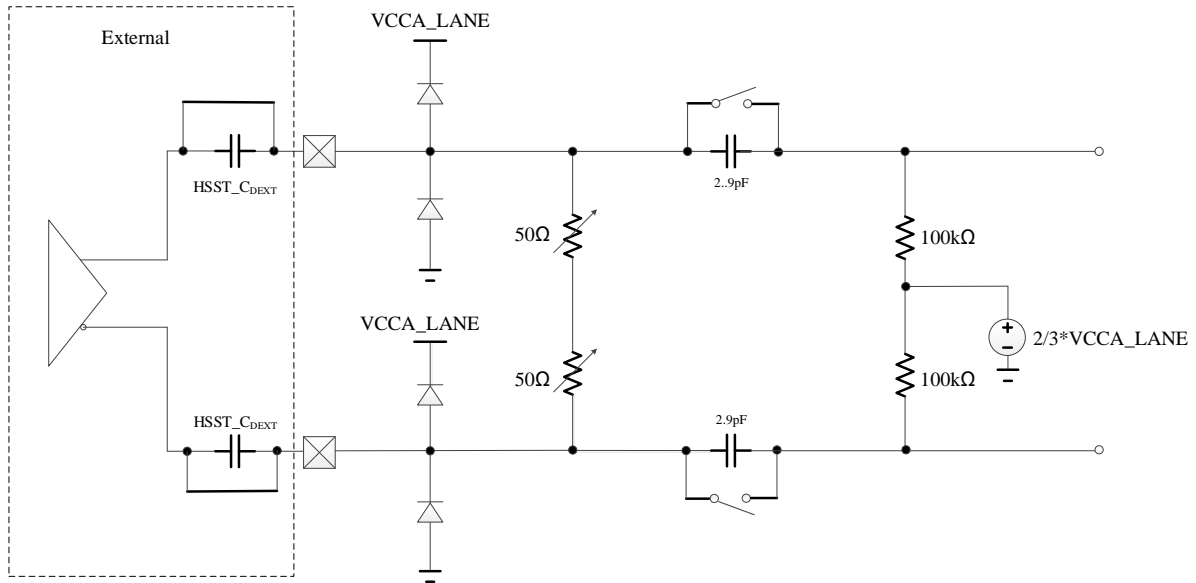 External
VCCA_LANE
HSST_CDEXT
2..9pF
50Ω
100kΩ
VCCA_LANE
2/3*VCCA_LANE
50Ω
100kΩ
HSST_CDEXT
2.9pF